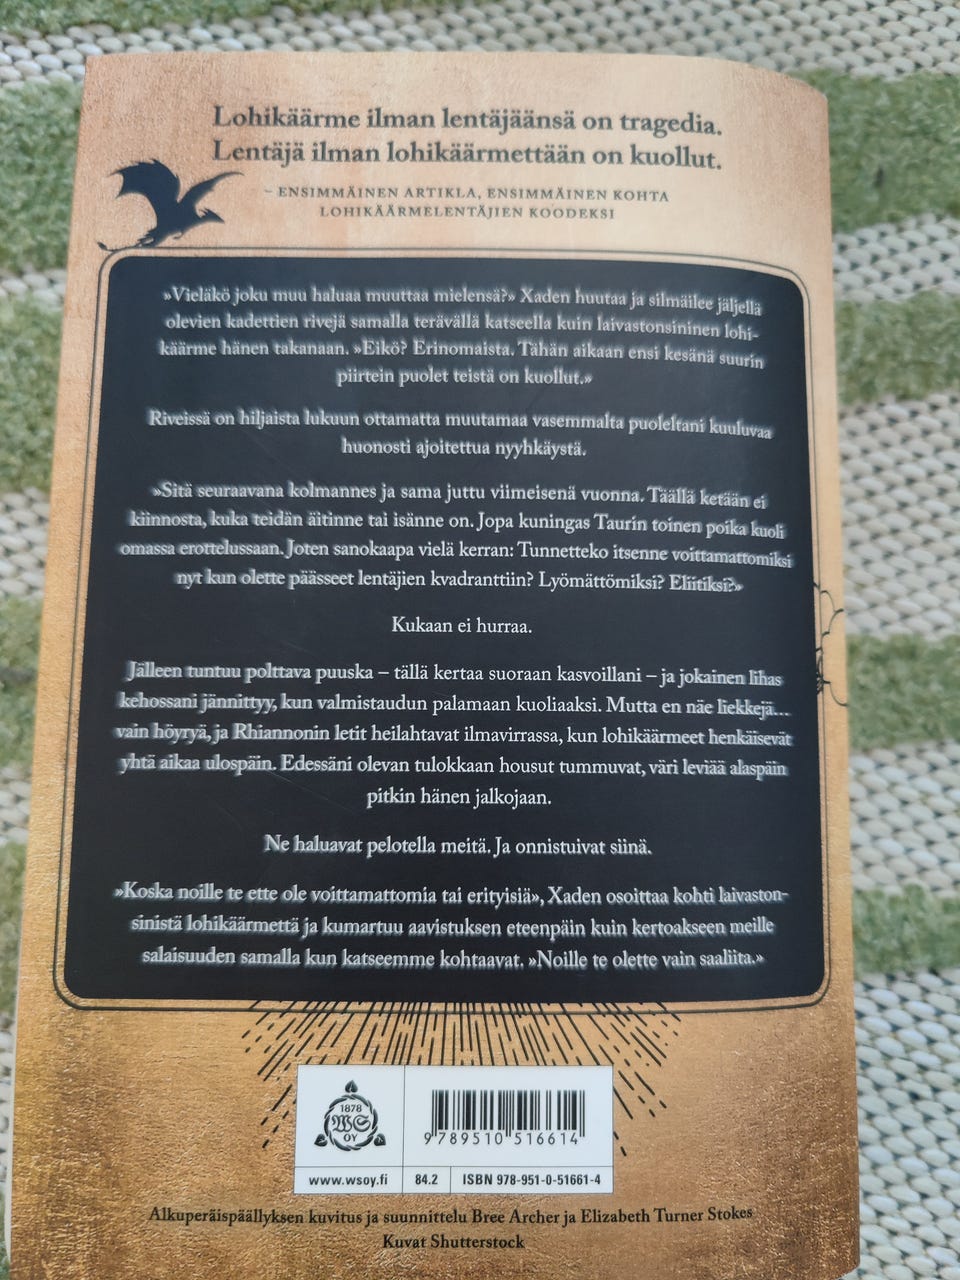 Lohikäärme ilman lentäjäänsä on tragedia.
Lentäjä ilman lohikäärmettään on kuollut.
– ENSIMMÄINEN ARTIKLA, ENSIMMÄINEN KOHTA
LOHIKÄÄRMELENTÄJIEN KOODEKSI
»Vieläkö joku muu haluaa muuttaa mielensä?» Xaden huutaa ja silmäilee jäljellä
olevien kadettien rivejä samalla terävällä katseella kuin laivastonsininen lohi-
käärme hänen takanaan. »Eikö? Erinomaista. Tähän aikaan ensi kesänä suurin
piirtein puolet teistä on kuollut.»
Riveissä on hiljaista lukuun ottamatta muutamaa vasemmalta puoleltani kuuluvaa
huonosti ajoitettua nyyhkäystä.
»Sitä seuraavana kolmannes ja sama juttu viimeisenä vuonna. Täällä ketään ei
kiinnosta, kuka teidän äitinne tai isänne on. Jopa kuningas Taurin toinen poika kuoli
omassa erottelussaan. Joten sanokaapa vielä kerran: Tunnetteko itsenne voittamattomiksi
nyt kun olette päässeet lentäjien kvadranttiin? Lyömättömiksi? Eliitiksi?»
Kukaan ei hurraa.
Jälleen tuntuu polttava puuska – tällä kertaa suoraan kasvoillani – ja jokainen lihas
kehossani jännittyy, kun valmistaudun palamaan kuoliaaksi. Mutta en näe liekkejä...
vain höyryä, ja Rhiannonin letit heilahtavat ilmavirrassa, kun lohikäärmeet henkäisevät
yhtä aikaa ulospäin. Edessäni olevan tulokkaan housut tummuvat, väri leviää alaspäin
pitkin hänen jalkojaan.
Ne haluavat pelotella meitä. Ja onnistuivat siinä.
»Koska noille te ette ole voittamattomia tai erityisiä», Xaden osoittaa kohti laivaston-
sinistä lohikäärmettä ja kumartuu aavistuksen eteenpäin kuin kertoakseen meille
salaisuuden samalla kun katseemme kohtaavat. »Noille te olette vain saaliita.»
1878
WS
OY
9 789510 516614
www.wsoy.fi
84.2
ISBN 978-951-0-51661-4
Alkuperäispäällyksen kuvitus ja suunnittelu Bree Archer ja Elizabeth Turner Stokes
Kuvat Shutterstock